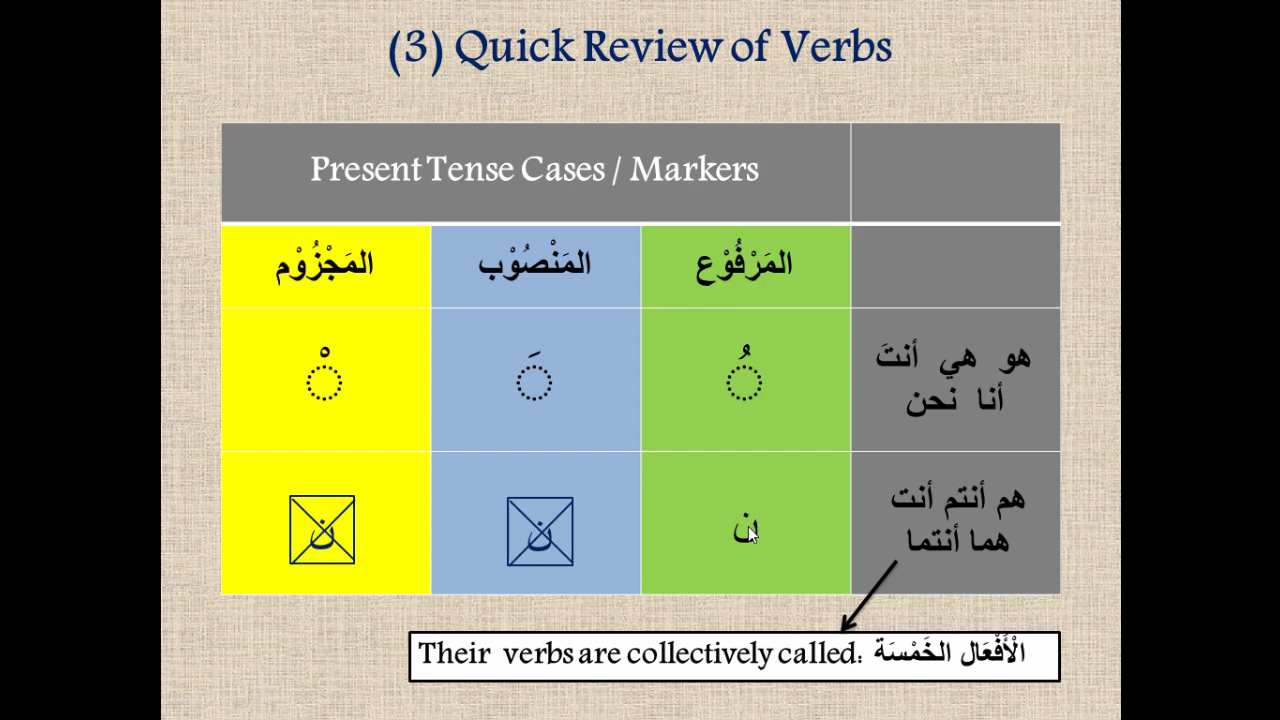 (3) Quick Review of Verbs
Present Tense Cases / Markers
المَرْفُوْع
المَنْصُوْب
المَجْزُوْم
هو هي أنتَ
أنا نحن
◌ُ
◌َ
◌ْ
هم أنتم أنت
هما أنتما
ن
ن
ن
Their verbs are collectively called: الْأَفْعَال الخَمْسَة